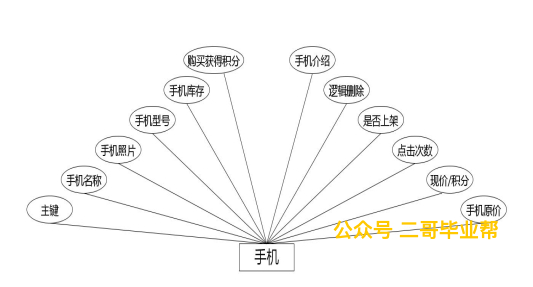 购买获得积分
手机介绍
手机库存
逻辑删除
手机型号
是否上架
手机照片
点击次数
手机名称
现价/积分
主键
手机原价
公众号 二哥毕业帮
手机